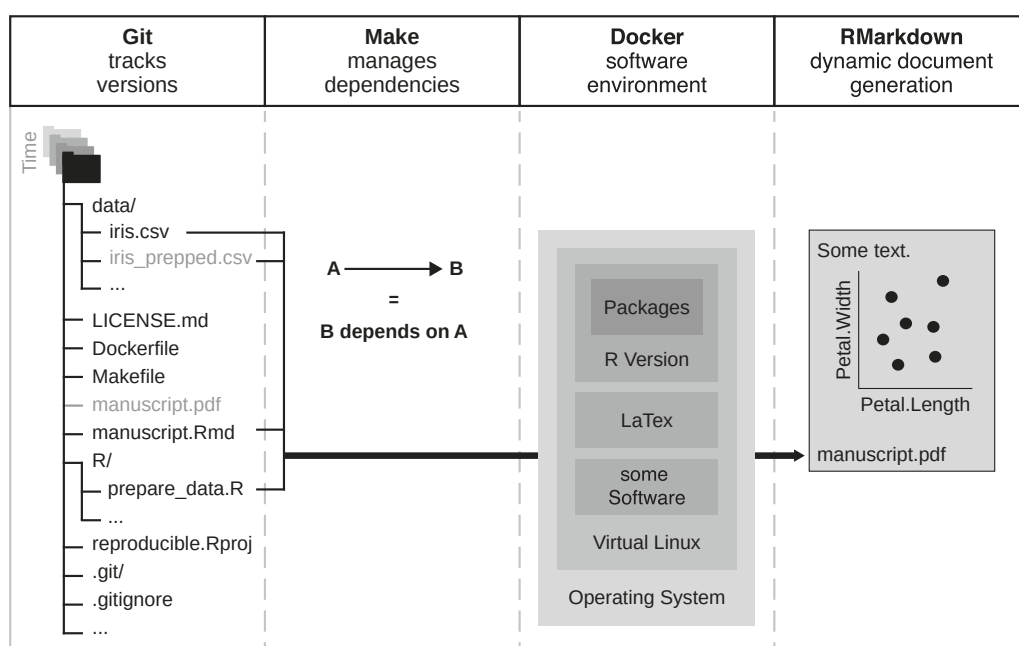 Git
tracks
versions
Make
manages
dependencies
Docker
software
environment
RMarkdown
dynamic document
generation
Time
data/
iris.csv
iris_prepped.csv
...
LICENSE.md
Dockerfile
Makefile
manuscript.pdf
manuscript.Rmd
R/
prepare_data.R
...
reproducible.Rproj
.git/
.gitignore
...
A B
=
B depends on A
Packages
R Version
LaTex
some
Software
Virtual Linux
Operating System
Some text.
Petal.Width
Petal.Length
manuscript.pdf